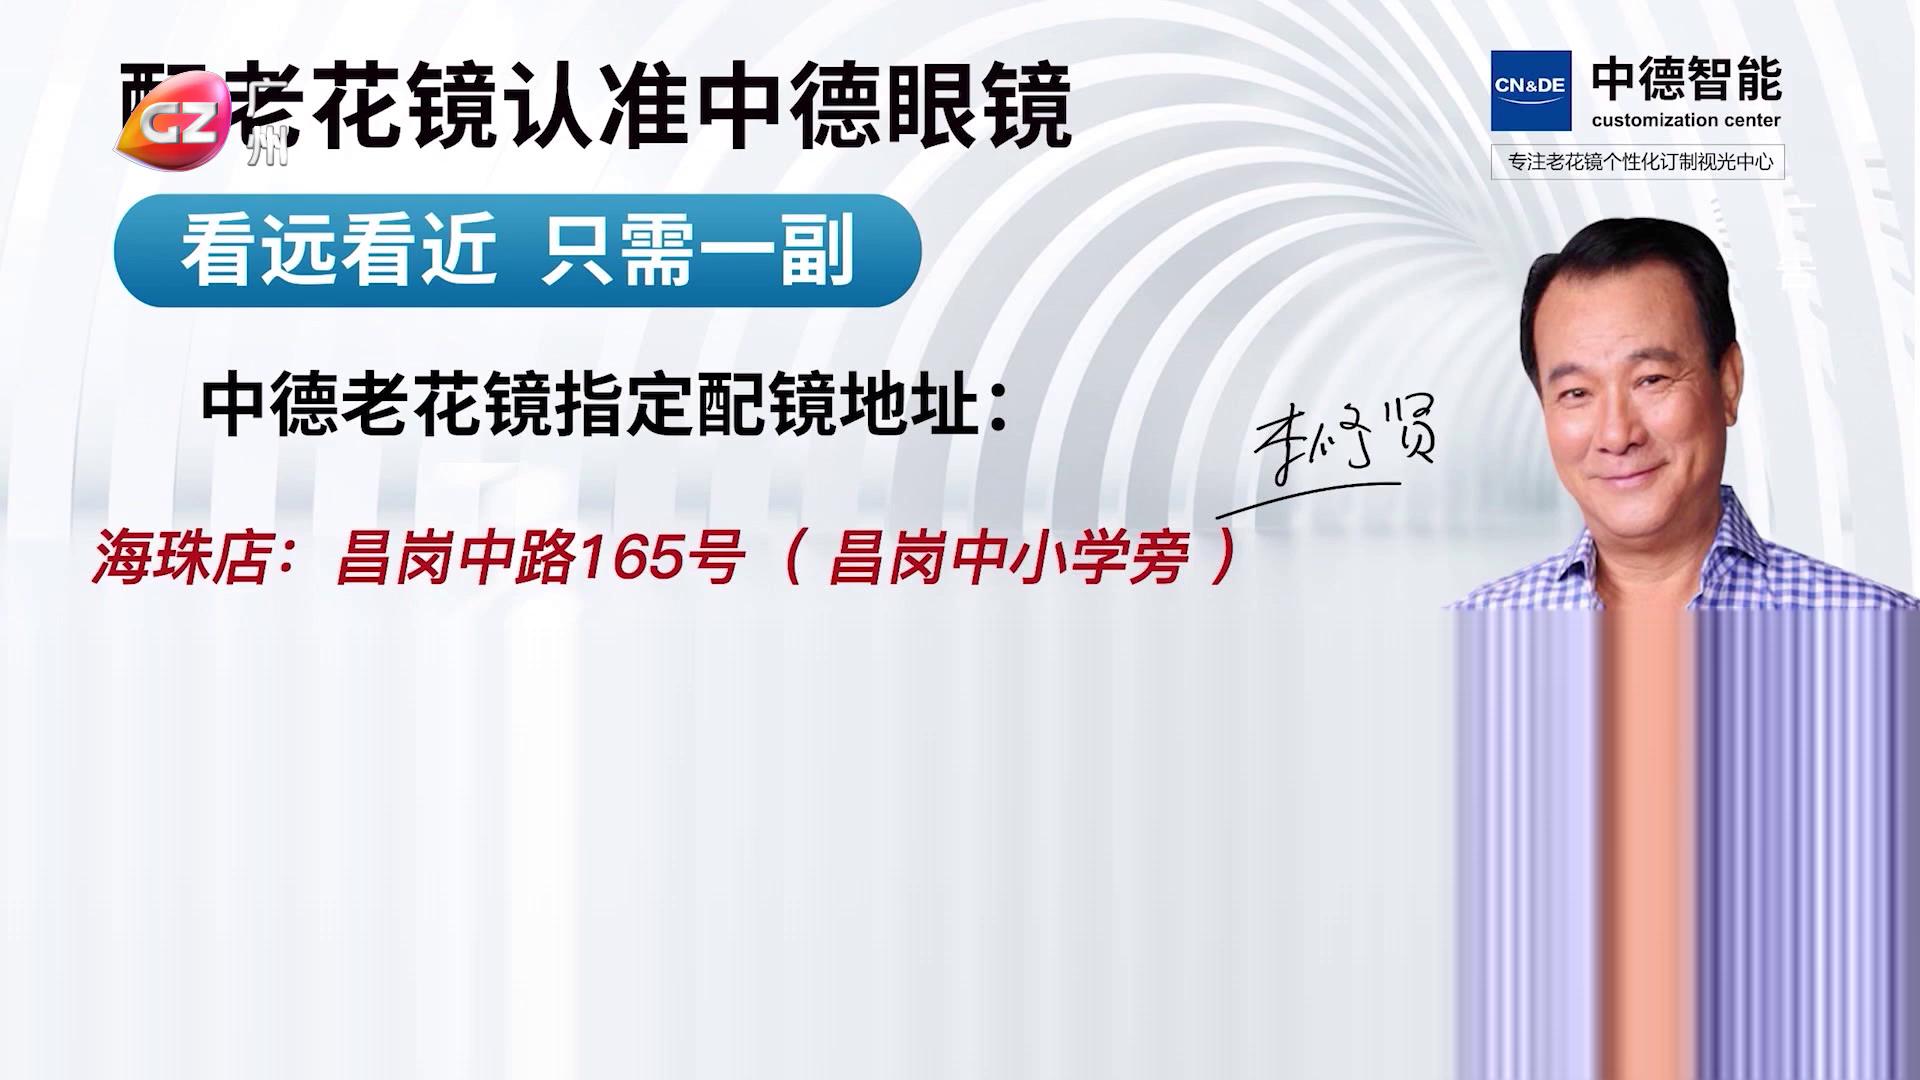 配老花镜认准中德眼镜
GZ
广州
CN&DE
中德智能
customization center
专注老花镜个性化订制视光中心
看远看近 只需一副
广告
中德老花镜指定配镜地址：
李修贤
海珠店：昌岗中路165号（昌岗中小学旁）